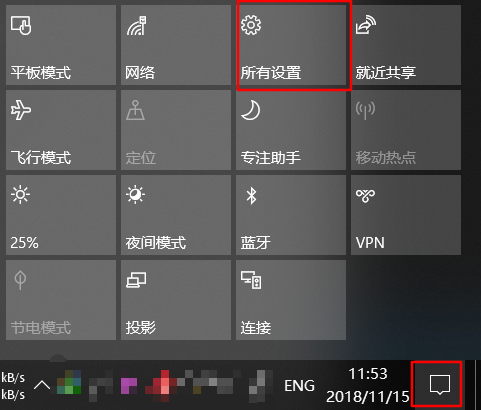 平板模式
网络
所有设置
就近共享
飞行模式
定位
专注助手
移动热点
25%
夜间模式
蓝牙
VPN
节电模式
投影
连接
kB/s
kB/s
ENG
11:53
2018/11/15